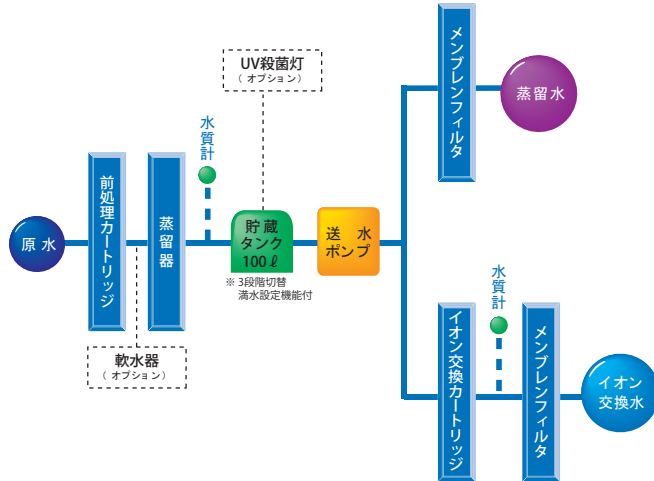 原水
前処理カートリッジ
軟水器
（オプション）
蒸留器
水質計
UV殺菌灯
（オプション）
貯蔵
タンク
100ℓ
※ 3段階切替
満水設定機能付
送水
ポンプ
メンブレンフィルタ
蒸留水
イオン交換カートリッジ
水質計
メンブレンフィルタ
イオン
交換水